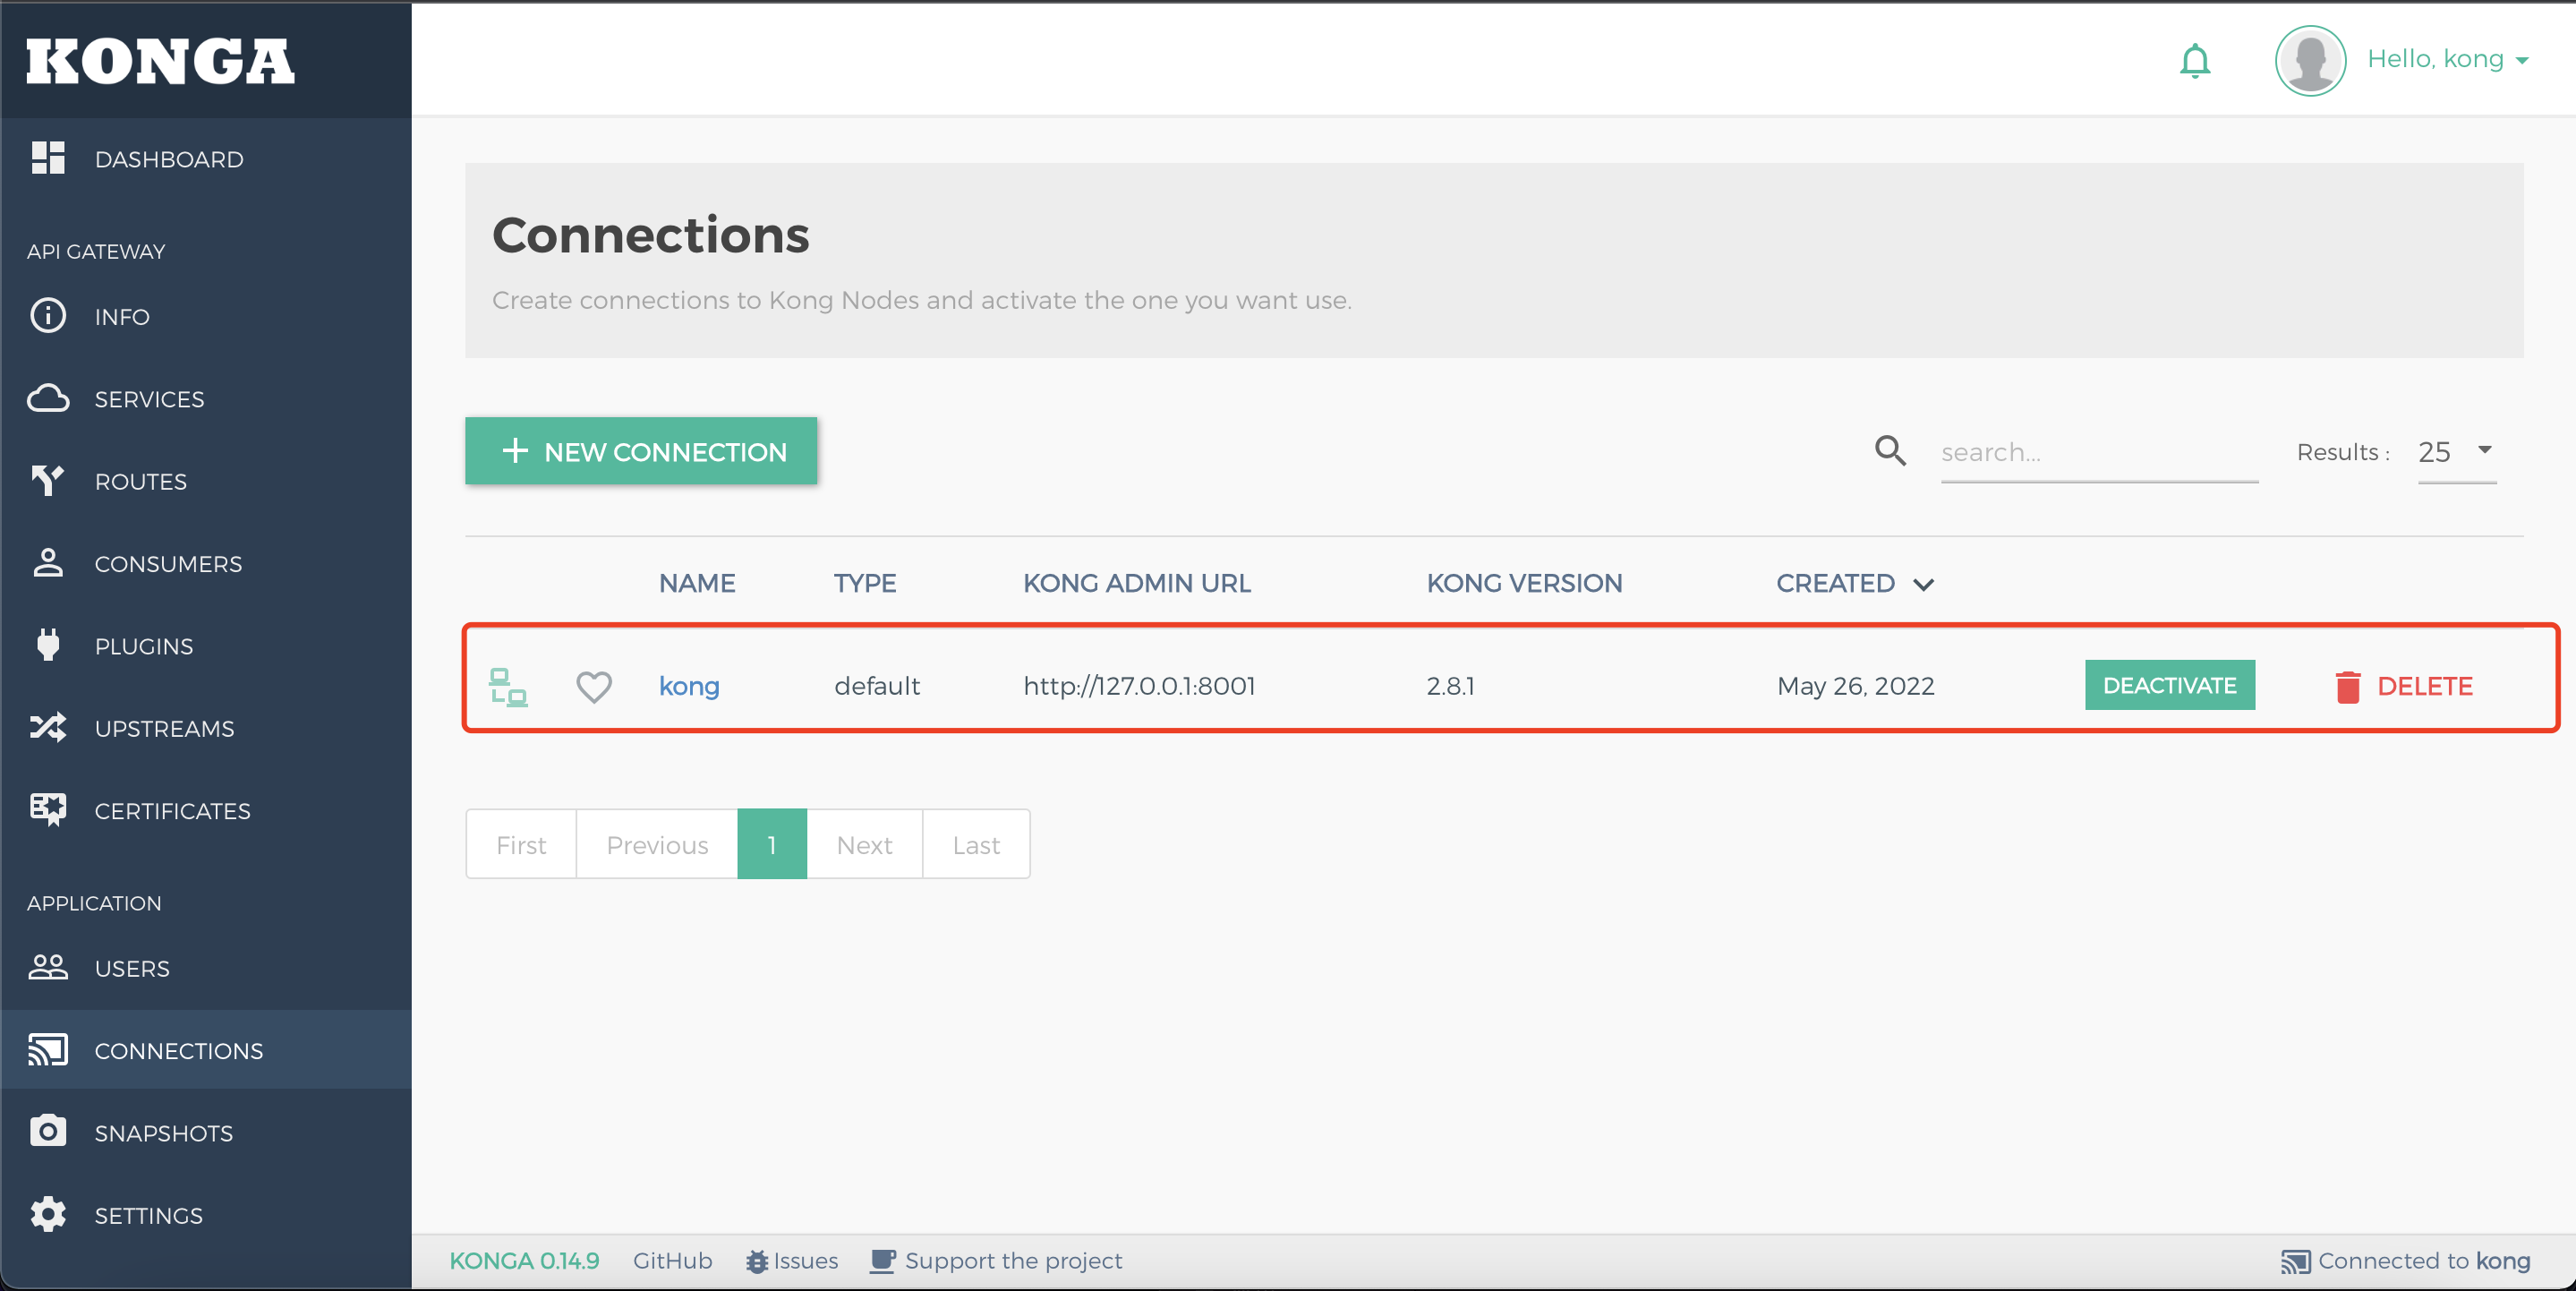 KONGA
Hello, kong
DASHBOARD
API GATEWAY
INFO
SERVICES
ROUTES
CONSUMERS
PLUGINS
UPSTREAMS
CERTIFICATES
APPLICATION
USERS
CONNECTIONS
SNAPSHOTS
SETTINGS
Connections
Create connections to Kong Nodes and activate the one you want use.
+ NEW CONNECTION
search...
Results : 25
NAME TYPE KONG ADMIN URL KONG VERSION CREATED
kong default http://127.0.0.1:8001 2.8.1 May 26, 2022 DEACTIVATE DELETE
First Previous 1 Next Last
KONGA 0.14.9 GitHub Issues Support the project Connected to kong